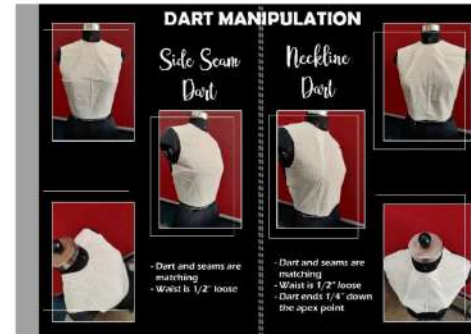 DART MANIPULATION
Side Seam
Dart
Neckline
Dart
- Dart and seams are
matching
- Waist is 1/2" loose
- Dart and seams are
matching
- Waist is 1/2" loose
- Dart ends 1/4" down
the apex point